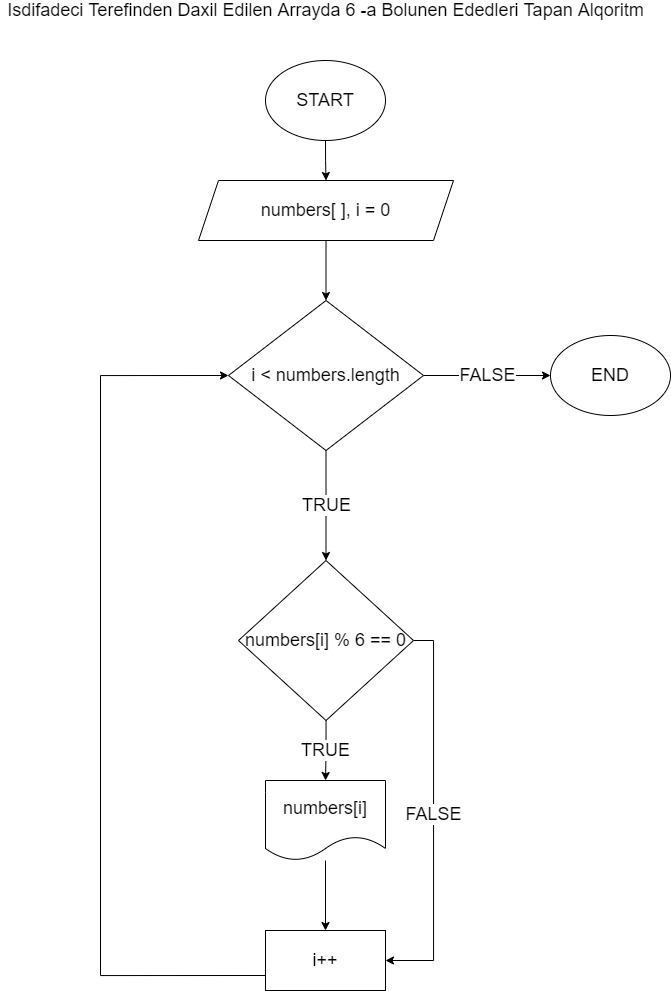 Isdifadeci Terefinden Daxil Edilen Arrayda 6 -a Bolunen Ededleri Tapan Alqoritm
START
numbers[ ], i = 0
i < numbers.length
FALSE
END
TRUE
numbers[i] % 6 == 0
TRUE
numbers[i]
FALSE
i++